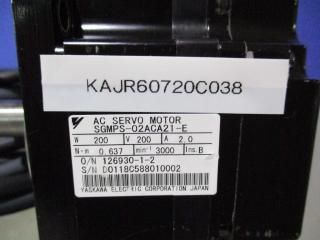 KAJR60720C038
AC SERVO MOTOR
SGMPS-02ACA21-E
W 200 V 200 A 2.0
N-m 0.637 min⁻¹ 3000 Ins. B
O/N 126930-1-2
S/N D0118C588010002
YASKAWA ELECTRIC CORPORATION JAPAN